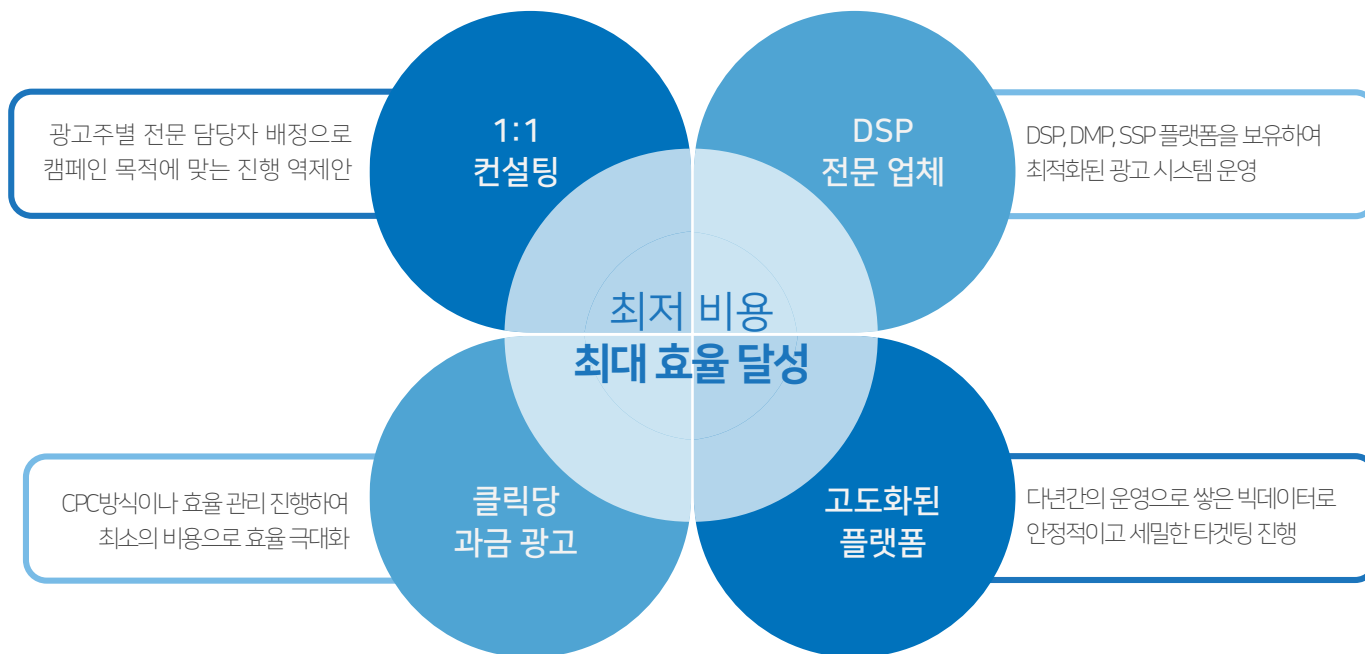 1:1
컨설팅
광고주별 전문 담당자 배정으로
캠페인 목적에 맞는 진행 역제안
DSP
전문 업체
DSP, DMP, SSP 플랫폼을 보유하여
최적화된 광고 시스템 운영
최저 비용
최대 효율 달성
클릭당
과금 광고
CPC방식이나 효율 관리 진행하여
최소의 비용으로 효율 극대화
고도화된
플랫폼
다년간의 운영으로 쌓은 빅데이터로
안정적이고 세밀한 타겟팅 진행